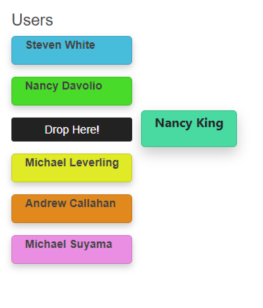 Users
Steven White
Nancy Davolio
Drop Here!
Nancy King
Michael Leverling
Andrew Callahan
Michael Suyama